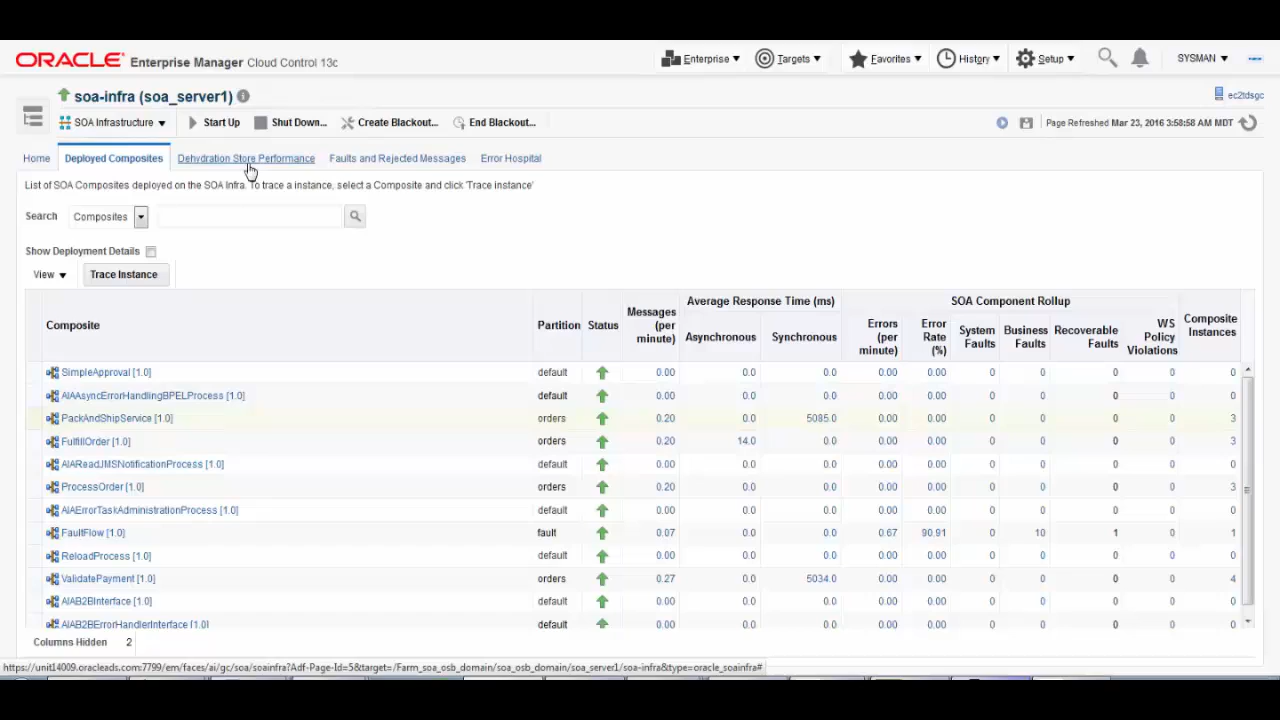 ORACLE Enterprise Manager Cloud Control 13c Enterprise Targets Favorites History Setup SYSMAN
soa-infra (soa_server1) ec2tdsgc
SOA Infrastructure Start Up Shut Down... Create Blackout... End Blackout... Page Refreshed Mar 23, 2016 3:58:58 AM MDT
Home Deployed Composites Dehydration Store Performance Faults and Rejected Messages Error Hospital
List of SOA Composites deployed on the SOA Infra. To trace a instance, select a Composite and click 'Trace instance'
Search Composites
Show Deployment Details
View Trace Instance
Composite Partition Status Messages (per minute) Average Response Time (ms) Asynchronous Synchronous SOA Component Rollup Errors (per minute) Error Rate (%) System Faults Business Faults Recoverable Faults WS Policy Violations Composite Instances
SimpleApproval [1.0] default 0.00 0.0 0.0 0.00 0.00 0 0 0 0 0
AIAAsyncErrorHandlingBPELProcess [1.0] default 0.00 0.0 0.0 0.00 0.00 0 0 0 0 0
PackAndShipService [1.0] orders 0.20 0.0 5085.0 0.00 0.00 0 0 0 0 3
FulfillOrder [1.0] orders 0.20 14.0 0.0 0.00 0.00 0 0 0 0 3
AIAReadJMSNotificationProcess [1.0] default 0.00 0.0 0.0 0.00 0.00 0 0 0 0 0
ProcessOrder [1.0] orders 0.20 0.0 0.0 0.00 0.00 0 0 0 0 3
AIAErrorTaskAdministrationProcess [1.0] default 0.00 0.0 0.0 0.00 0.00 0 0 0 0 0
FaultFlow [1.0] fault 0.07 0.0 0.0 0.67 90.91 0 10 1 0 1
ReloadProcess [1.0] default 0.00 0.0 0.0 0.00 0.00 0 0 0 0 0
ValidatePayment [1.0] orders 0.27 0.0 5034.0 0.00 0.00 0 0 0 0 4
AIAB2BInterface [1.0] default 0.00 0.0 0.0 0.00 0.00 0 0 0 0 0
AIAB2BErrorHandlerInterface [1.0] default 0.00 0.0 0.0 0.00 0.00 0 0 0 0 0
Columns Hidden 2
https://unit14009.oracleads.com:7799/em/faces/ai/gc/soa/soainfra?Adf-Page-Id=5&target=/Farm_soa_osb_domain/soa_osb_domain/soa_server1/soa-infra&type=oracle_soainfra#